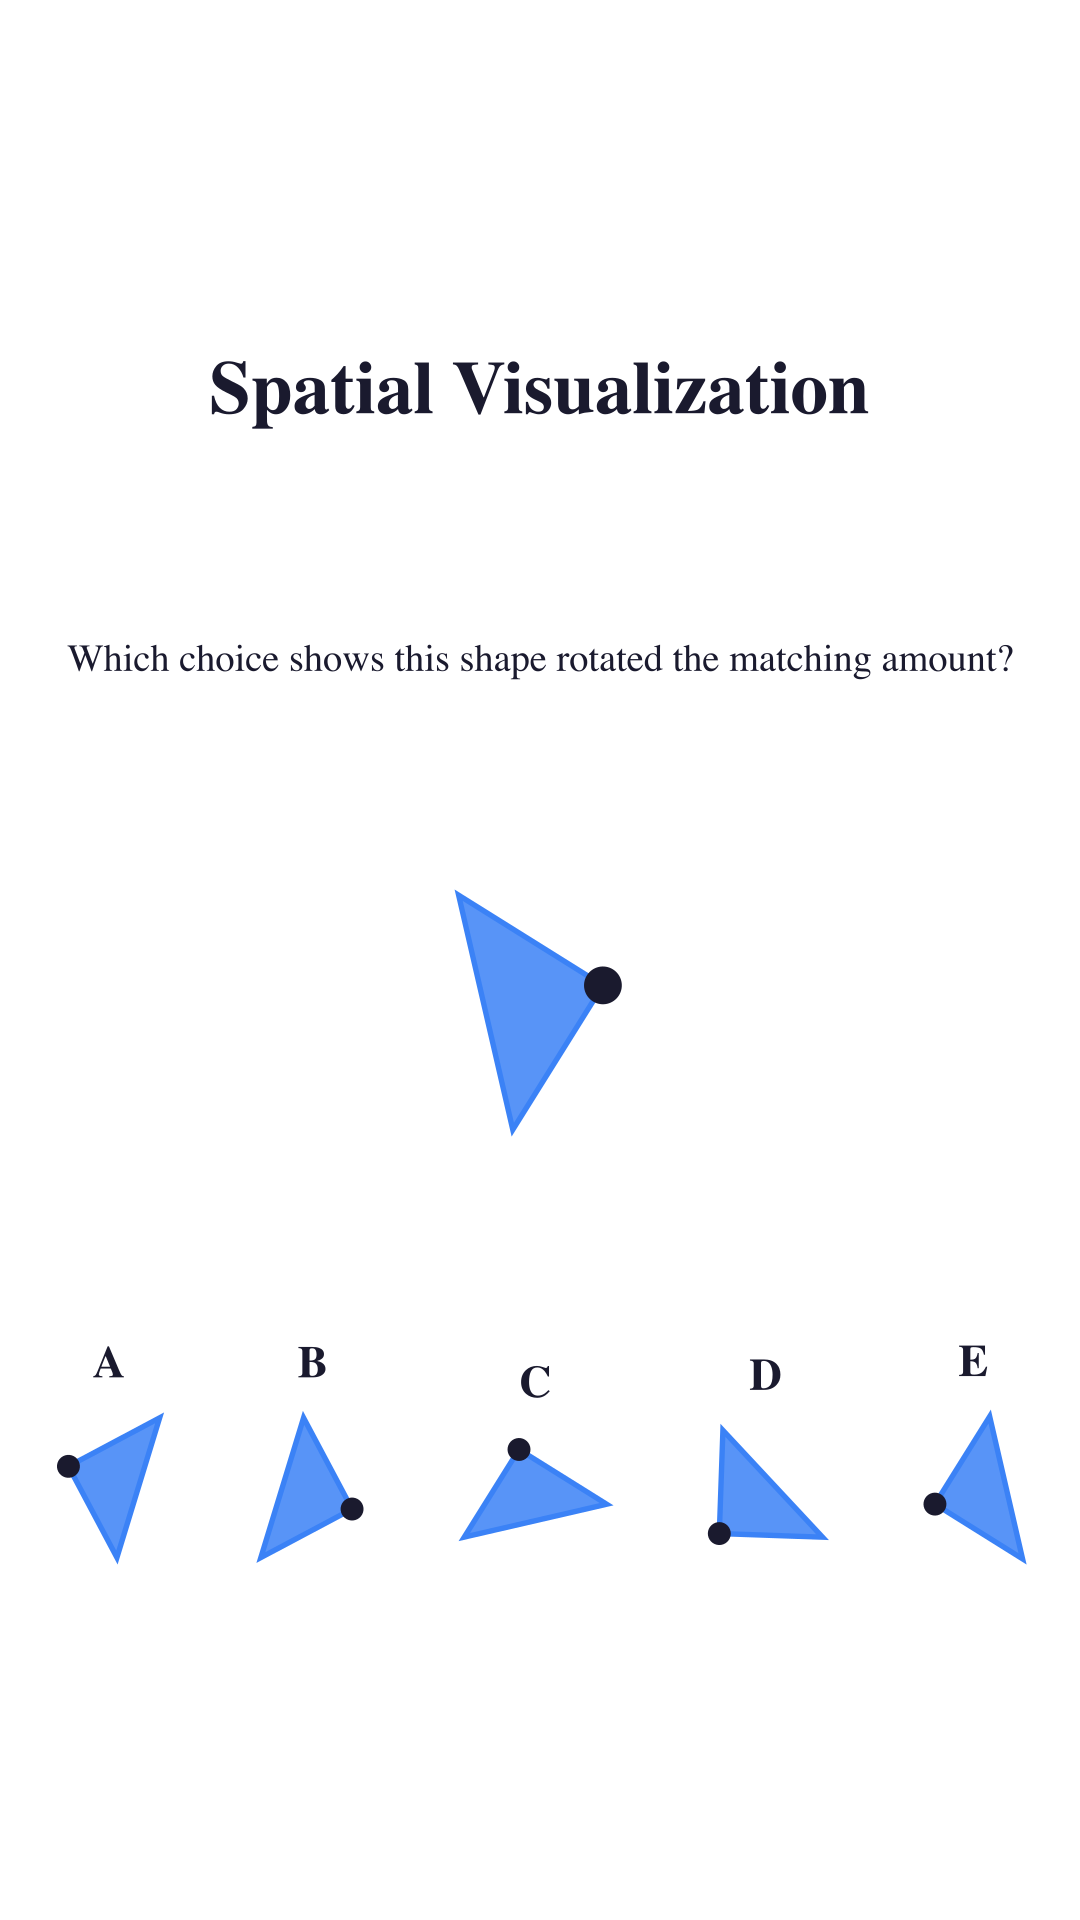 Spatial Visualization
Which choice shows this shape rotated the matching amount?
A B C D E